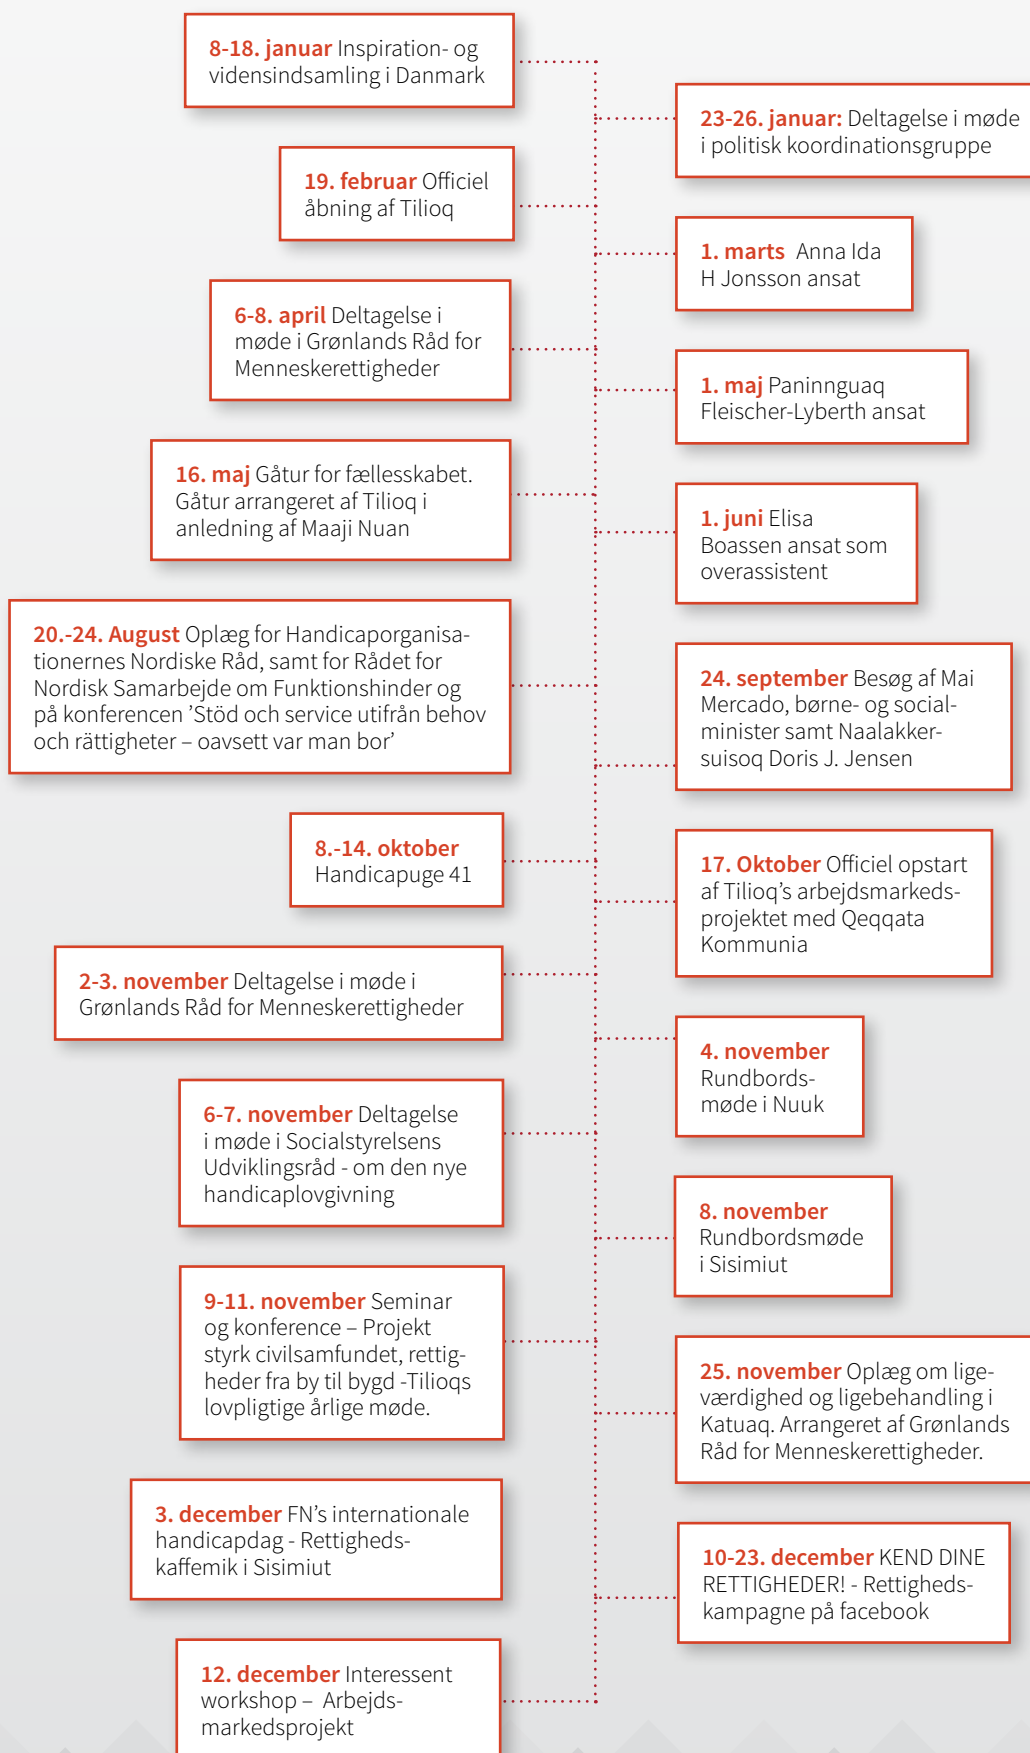 8-18. januar Inspiration- og
vidensindsamling i Danmark
23-26. januar: Deltagelse i møde
i politisk koordinationsgruppe
19. februar Officiel
åbning af Tilioq
1. marts Anna Ida
H Jonsson ansat
6-8. april Deltagelse i
møde i Grønlands Råd for
Menneskerettigheder
1. maj Paninnguaq
Fleischer-Lyberth ansat
16. maj Gåtur for fællesskabet.
Gåtur arrangeret af Tilioq i
anledning af Maaji Nuan
1. juni Elisa
Boassen ansat som
overassistent
20.-24. August Oplæg for Handicaporganisa-
tionernes Nordiske Råd, samt for Rådet for
Nordisk Samarbejde om Funktionshinder og
på konferencen ’Stöd och service utifrån behov
och rättigheter – oavsett var man bor’
24. september Besøg af Mai
Mercado, børne- og social-
minister samt Naalakker-
suisoq Doris J. Jensen
8.-14. oktober
Handicapuge 41
17. Oktober Officiel opstart
af Tilioq’s arbejdsmarkeds-
projektet med Qeqqata
Kommunia
2-3. november Deltagelse i møde i
Grønlands Råd for Menneskerettigheder
4. november
Rundbords-
møde i Nuuk
6-7. november Deltagelse
i møde i Socialstyrelsens
Udviklingsråd - om den nye
handicaplovgivning
8. november
Rundbordsmøde
i Sisimiut
9-11. november Seminar
og konference – Projekt
styrk civilsamfundet, rettig-
heder fra by til bygd -Tilioqs
lovpligtige årlige møde.
25. november Oplæg om lige-
værdighed og ligebehandling i
Katuaq. Arrangeret af Grønlands
Råd for Menneskerettigheder.
3. december FN’s internationale
handicapdag - Rettigheds-
kaffemik i Sisimiut
10-23. december KEND DINE
RETTIGHEDER! - Rettigheds-
kampagne på facebook
12. december Interessent
workshop – Arbejds-
markedsprojekt